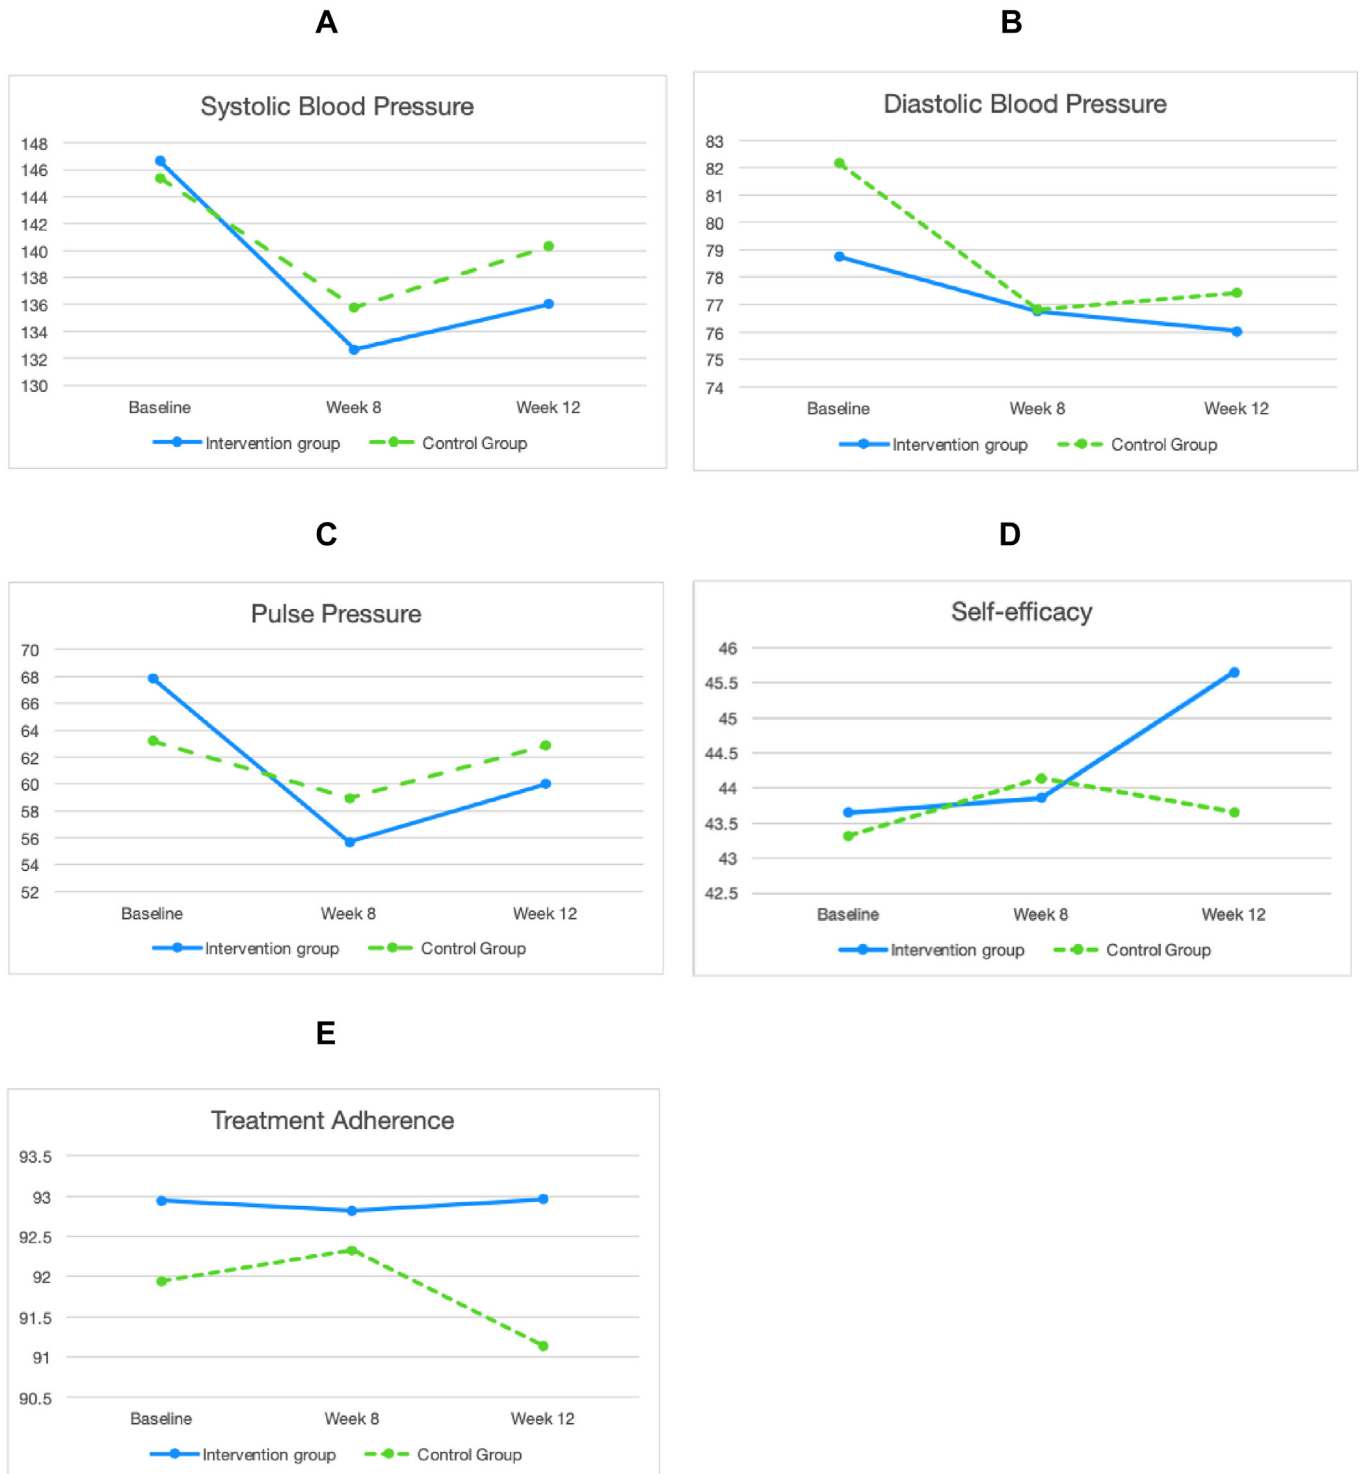 A
Systolic Blood Pressure
148
146
144
142
140
138
136
134
132
130
Baseline Week 8 Week 12
Intervention group Control Group
B
Diastolic Blood Pressure
83
82
81
80
79
78
77
76
75
74
Baseline Week 8 Week 12
Intervention group Control Group
C
Pulse Pressure
70
68
66
64
62
60
58
56
54
52
Baseline Week 8 Week 12
Intervention group Control Group
D
Self-efficacy
46
45.5
45
44.5
44
43.5
43
42.5
Baseline Week 8 Week 12
Intervention group Control Group
E
Treatment Adherence
93.5
93
92.5
92
91.5
91
90.5
Baseline Week 8 Week 12
Intervention group Control Group